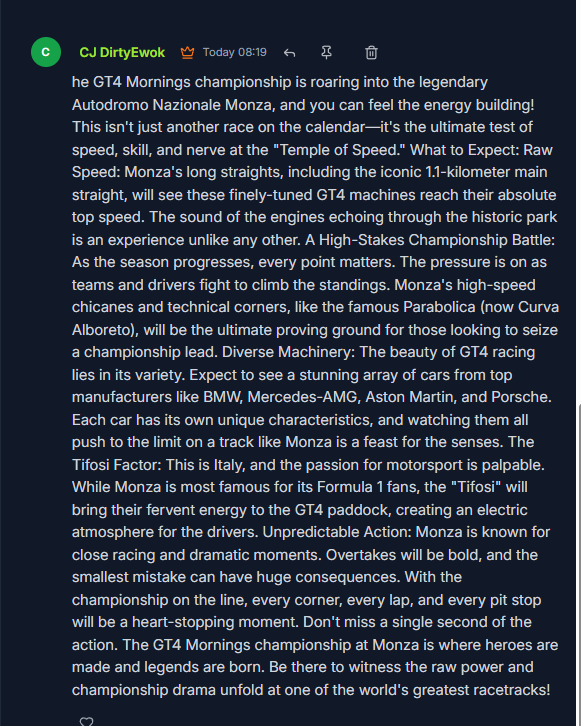 C
CJ DirtyEwok Today 08:19
he GT4 Mornings championship is roaring into the legendary
Autodromo Nazionale Monza, and you can feel the energy building!
This isn't just another race on the calendar—it's the ultimate test of
speed, skill, and nerve at the "Temple of Speed." What to Expect: Raw
Speed: Monza's long straights, including the iconic 1.1-kilometer main
straight, will see these finely-tuned GT4 machines reach their absolute
top speed. The sound of the engines echoing through the historic park
is an experience unlike any other. A High-Stakes Championship Battle:
As the season progresses, every point matters. The pressure is on as
teams and drivers fight to climb the standings. Monza's high-speed
chicanes and technical corners, like the famous Parabolica (now Curva
Alboreto), will be the ultimate proving ground for those looking to seize
a championship lead. Diverse Machinery: The beauty of GT4 racing
lies in its variety. Expect to see a stunning array of cars from top
manufacturers like BMW, Mercedes-AMG, Aston Martin, and Porsche.
Each car has its own unique characteristics, and watching them all
push to the limit on a track like Monza is a feast for the senses. The
Tifosi Factor: This is Italy, and the passion for motorsport is palpable.
While Monza is most famous for its Formula 1 fans, the "Tifosi" will
bring their fervent energy to the GT4 paddock, creating an electric
atmosphere for the drivers. Unpredictable Action: Monza is known for
close racing and dramatic moments. Overtakes will be bold, and the
smallest mistake can have huge consequences. With the
championship on the line, every corner, every lap, and every pit stop
will be a heart-stopping moment. Don't miss a single second of the
action. The GT4 Mornings championship at Monza is where heroes are
made and legends are born. Be there to witness the raw power and
championship drama unfold at one of the world's greatest racetracks!